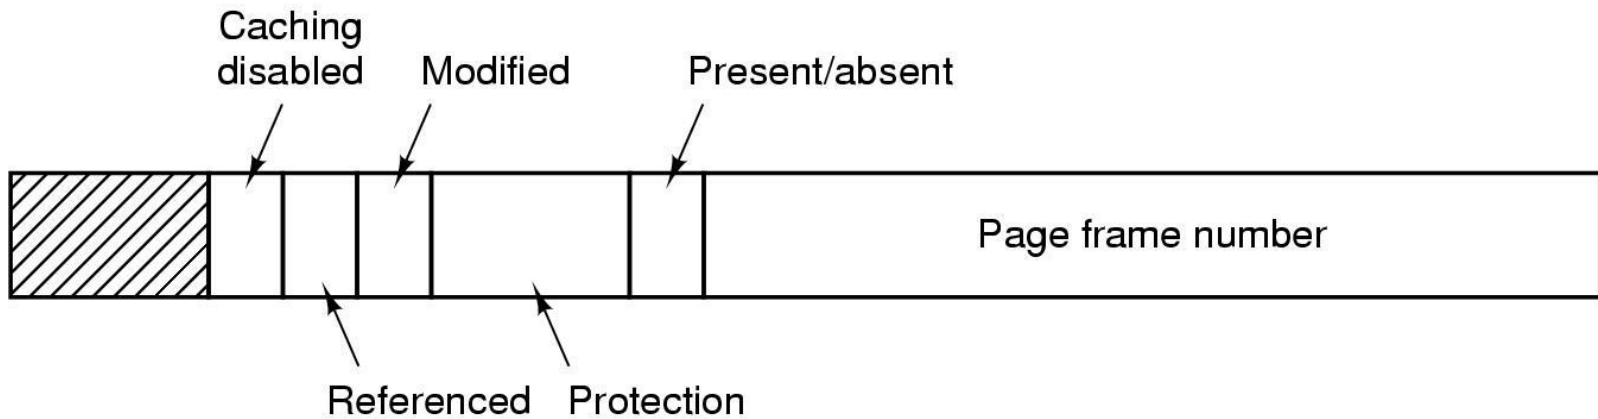 Caching
disabled
Modified
Present/absent
Page frame number
Referenced
Protection